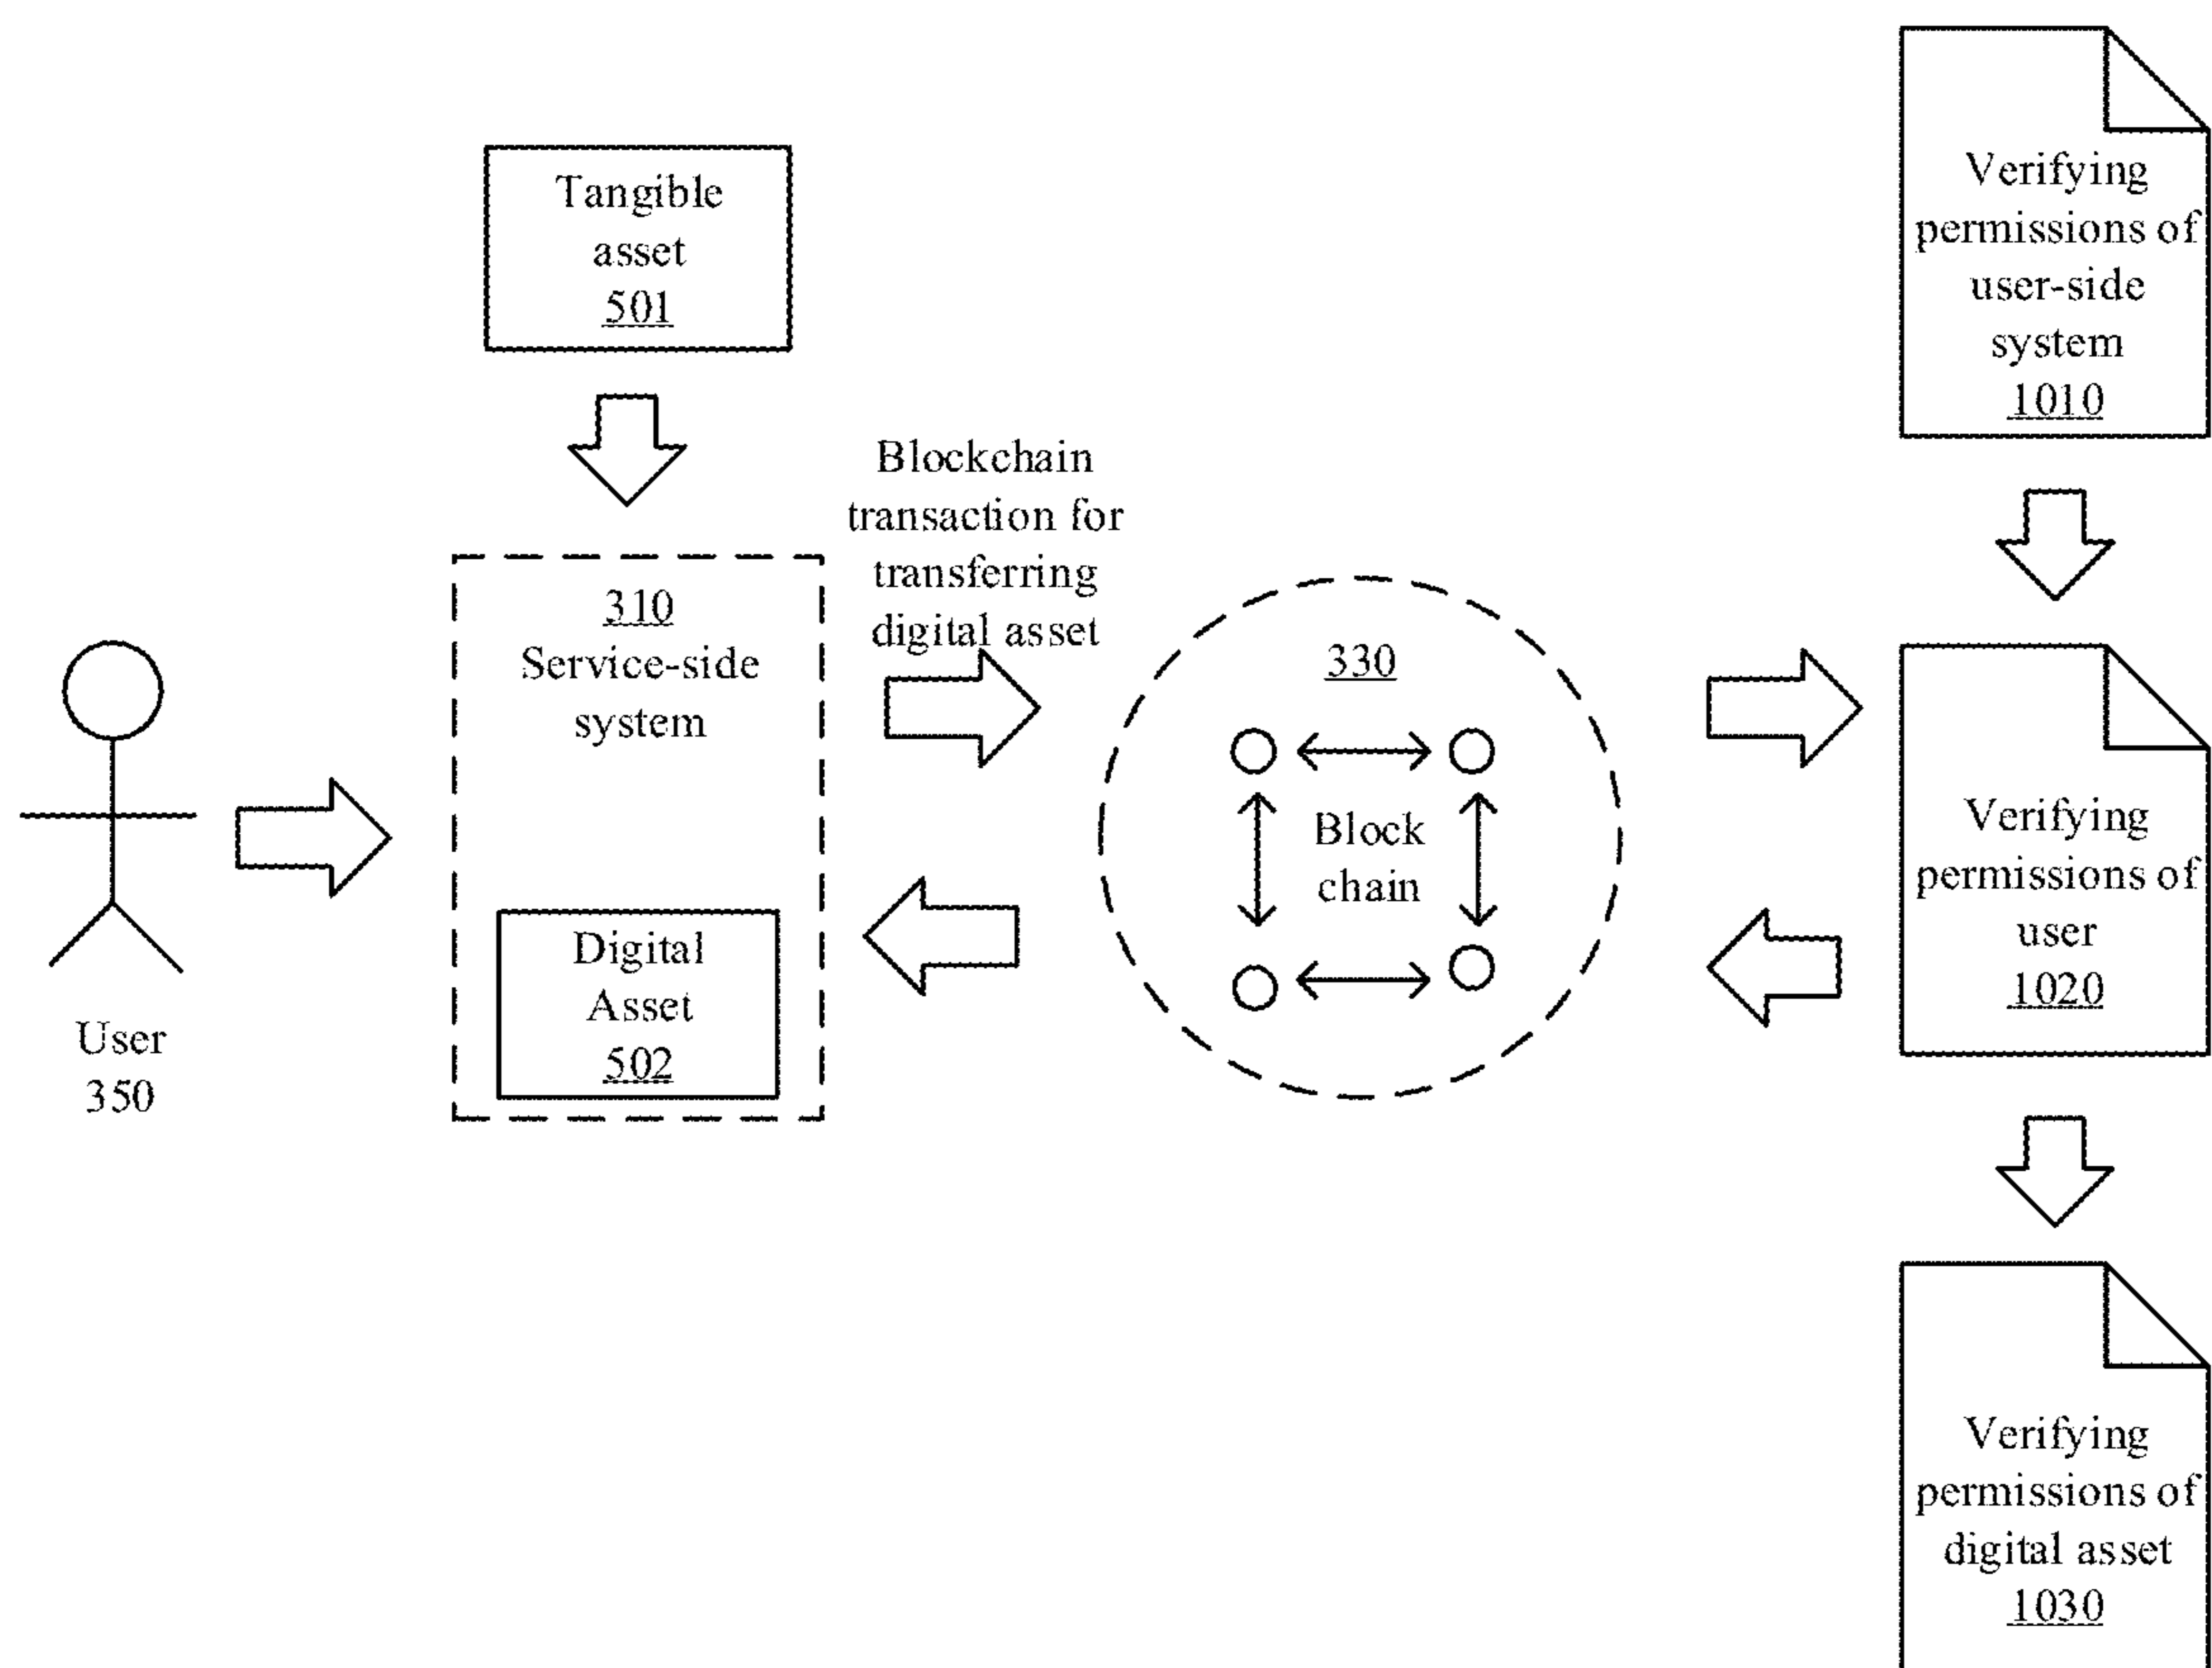 Tangible
asset
501
Blockchain
transaction for
transferring
digital asset
310
Service-side
system
Digital
Asset
502
User
350
330
Block
chain
Verifying
permissions of
user-side
system
1010
Verifying
permissions of
user
1020
Verifying
permissions of
digital asset
1030